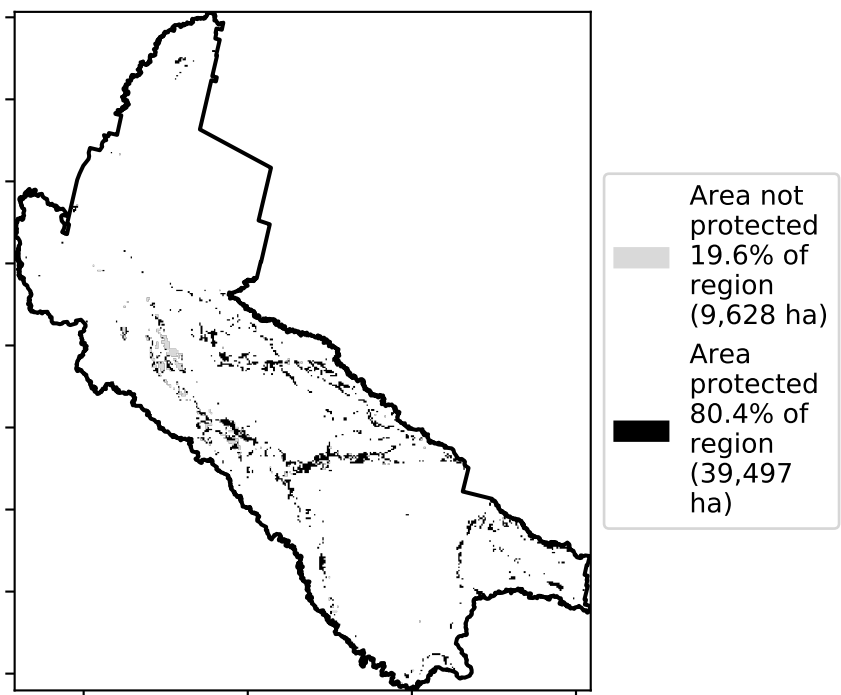 Area not
protected
19.6% of
region
(9,628 ha)
Area
protected
80.4% of
region
(39,497
ha)